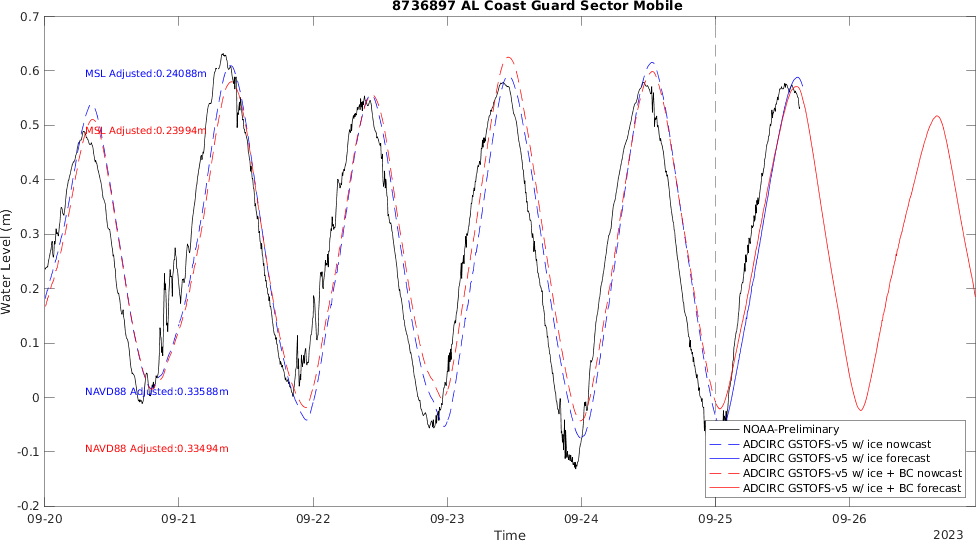 8736897 AL Coast Guard Sector Mobile
0.7
0.6
0.5
0.4
0.3
0.2
0.1
0
-0.1
-0.2
Water Level (m)
MSL Adjusted:0.24088m
MSL Adjusted:0.23994m
NAVD88 Adjusted:0.33588m
NAVD88 Adjusted:0.33494m
NOAA-Preliminary
ADCIRC GSTOFS-v5 w/ ice nowcast
ADCIRC GSTOFS-v5 w/ ice forecast
ADCIRC GSTOFS-v5 w/ ice + BC nowcast
ADCIRC GSTOFS-v5 w/ ice + BC forecast
09-20 09-21 09-22 09-23 09-24 09-25 09-26
Time
2023